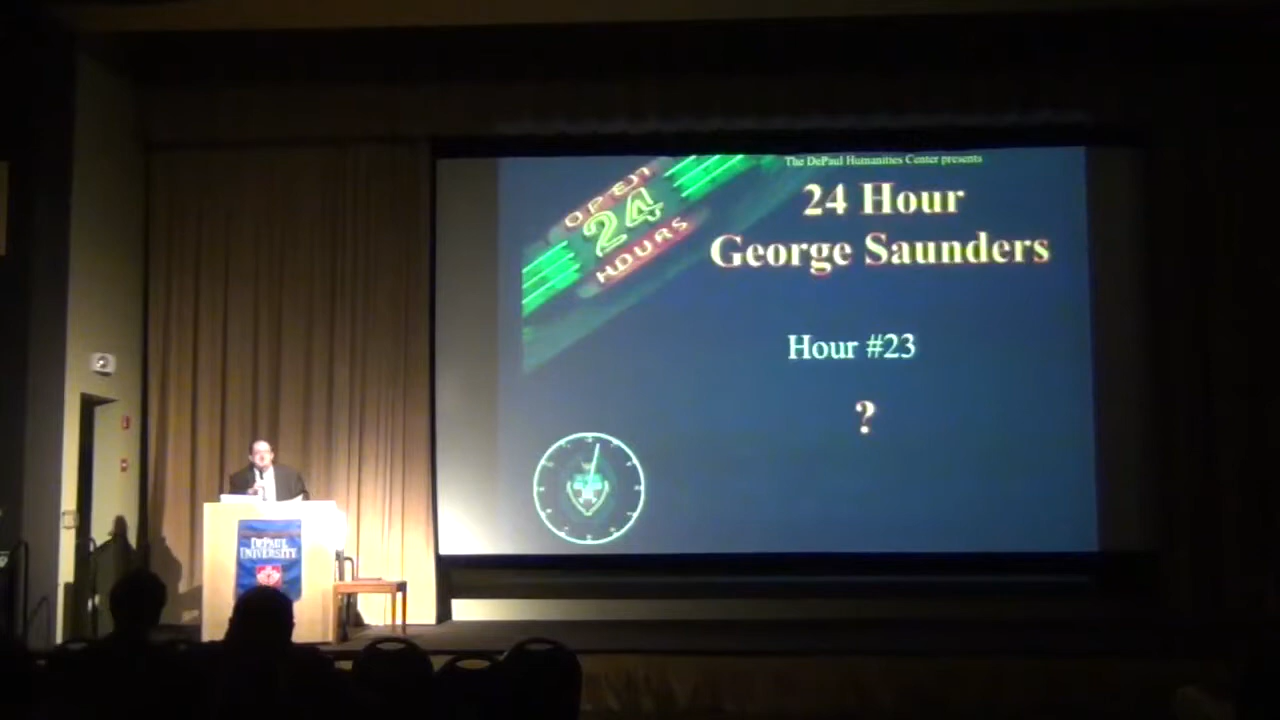 The DePaul Humanities Center presents
OPEN
24
HOURS
24 Hour
George Saunders
Hour #23
?
DEPAUL
UNIVERSITY